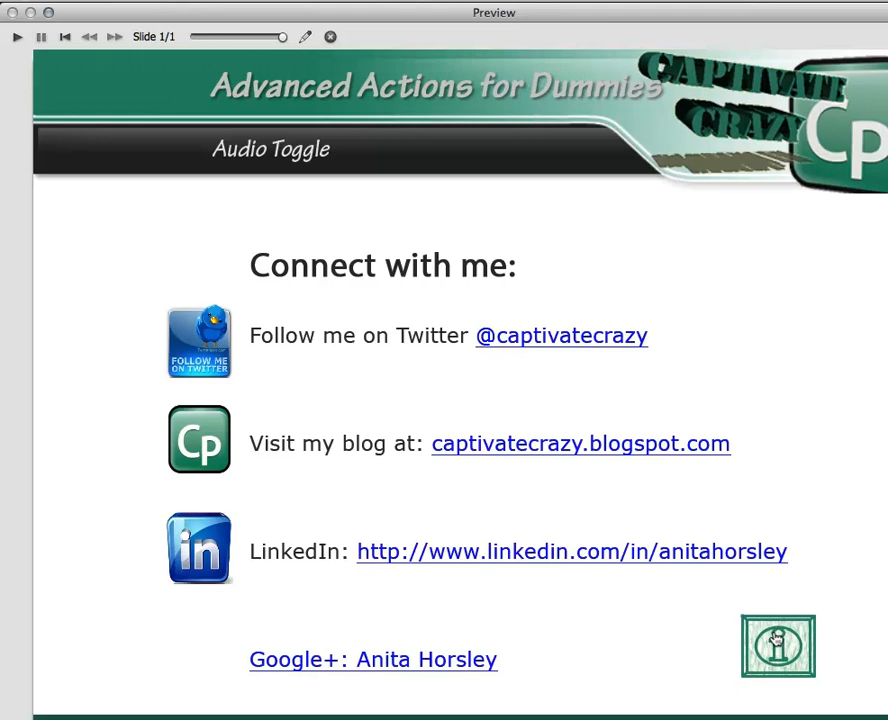 Preview
Slide 1/1
Advanced Actions for Dummies
CAPTIVATE
CRAZY
Cp
Audio Toggle
Connect with me:
FOLLOW ME
ON TWITTER
Follow me on Twitter @captivatecrazy
Cp
Visit my blog at: captivatecrazy.blogspot.com
in
LinkedIn: http://www.linkedin.com/in/anitahorsley
Google+: Anita Horsley
i